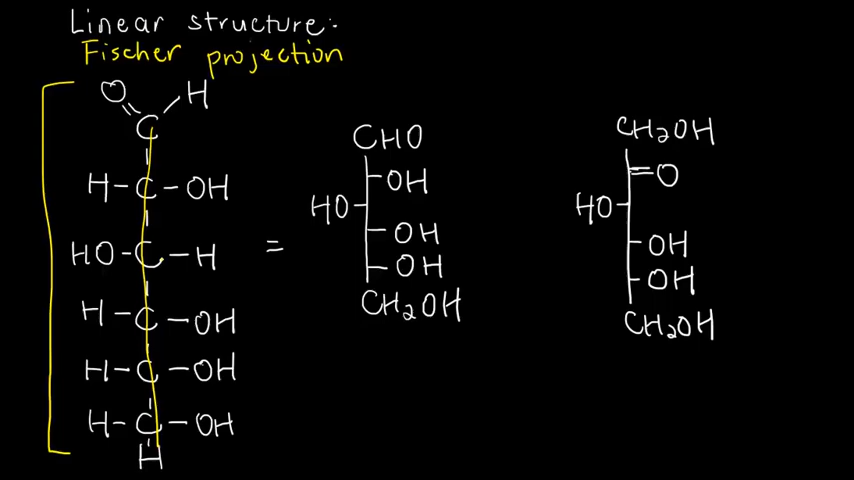 Linear structure:
Fischer projection
O H
C
H-C-OH
HO-C-H
H-C-OH
H-C-OH
H-C-OH
H
=
CHO
OH
HO
OH
OH
CH₂OH
CH₂OH
=O
HO
OH
OH
CH₂OH